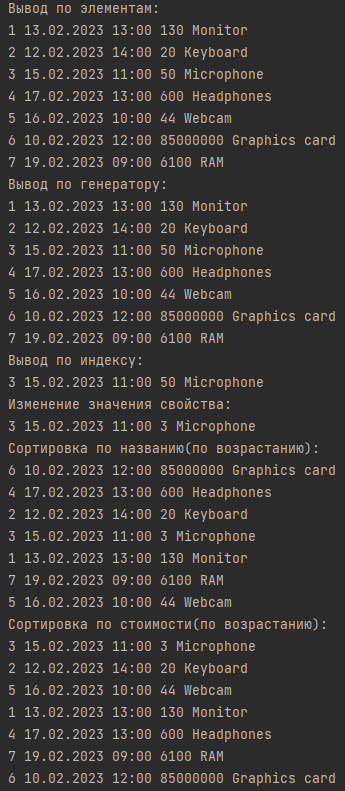 Вывод по элементам:
1 13.02.2023 13:00 130 Monitor
2 12.02.2023 14:00 20 Keyboard
3 15.02.2023 11:00 50 Microphone
4 17.02.2023 13:00 600 Headphones
5 16.02.2023 10:00 44 Webcam
6 10.02.2023 12:00 85000000 Graphics card
7 19.02.2023 09:00 6100 RAM
Вывод по генератору:
1 13.02.2023 13:00 130 Monitor
2 12.02.2023 14:00 20 Keyboard
3 15.02.2023 11:00 50 Microphone
4 17.02.2023 13:00 600 Headphones
5 16.02.2023 10:00 44 Webcam
6 10.02.2023 12:00 85000000 Graphics card
7 19.02.2023 09:00 6100 RAM
Вывод по индексу:
3 15.02.2023 11:00 50 Microphone
Изменение значения свойства:
3 15.02.2023 11:00 3 Microphone
Сортировка по названию(по возрастанию):
6 10.02.2023 12:00 85000000 Graphics card
4 17.02.2023 13:00 600 Headphones
2 12.02.2023 14:00 20 Keyboard
3 15.02.2023 11:00 3 Microphone
1 13.02.2023 13:00 130 Monitor
7 19.02.2023 09:00 6100 RAM
5 16.02.2023 10:00 44 Webcam
Сортировка по стоимости(по возрастанию):
3 15.02.2023 11:00 3 Microphone
2 12.02.2023 14:00 20 Keyboard
5 16.02.2023 10:00 44 Webcam
1 13.02.2023 13:00 130 Monitor
4 17.02.2023 13:00 600 Headphones
7 19.02.2023 09:00 6100 RAM
6 10.02.2023 12:00 85000000 Graphics card